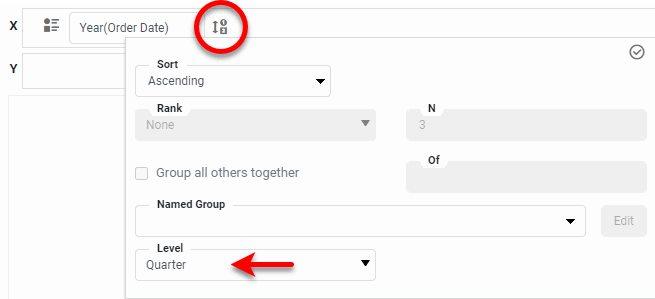 X Year(Order Date)
Y
Sort
Ascending
Rank N
None 3
Group all others together
Of
Named Group
Edit
Level
Quarter